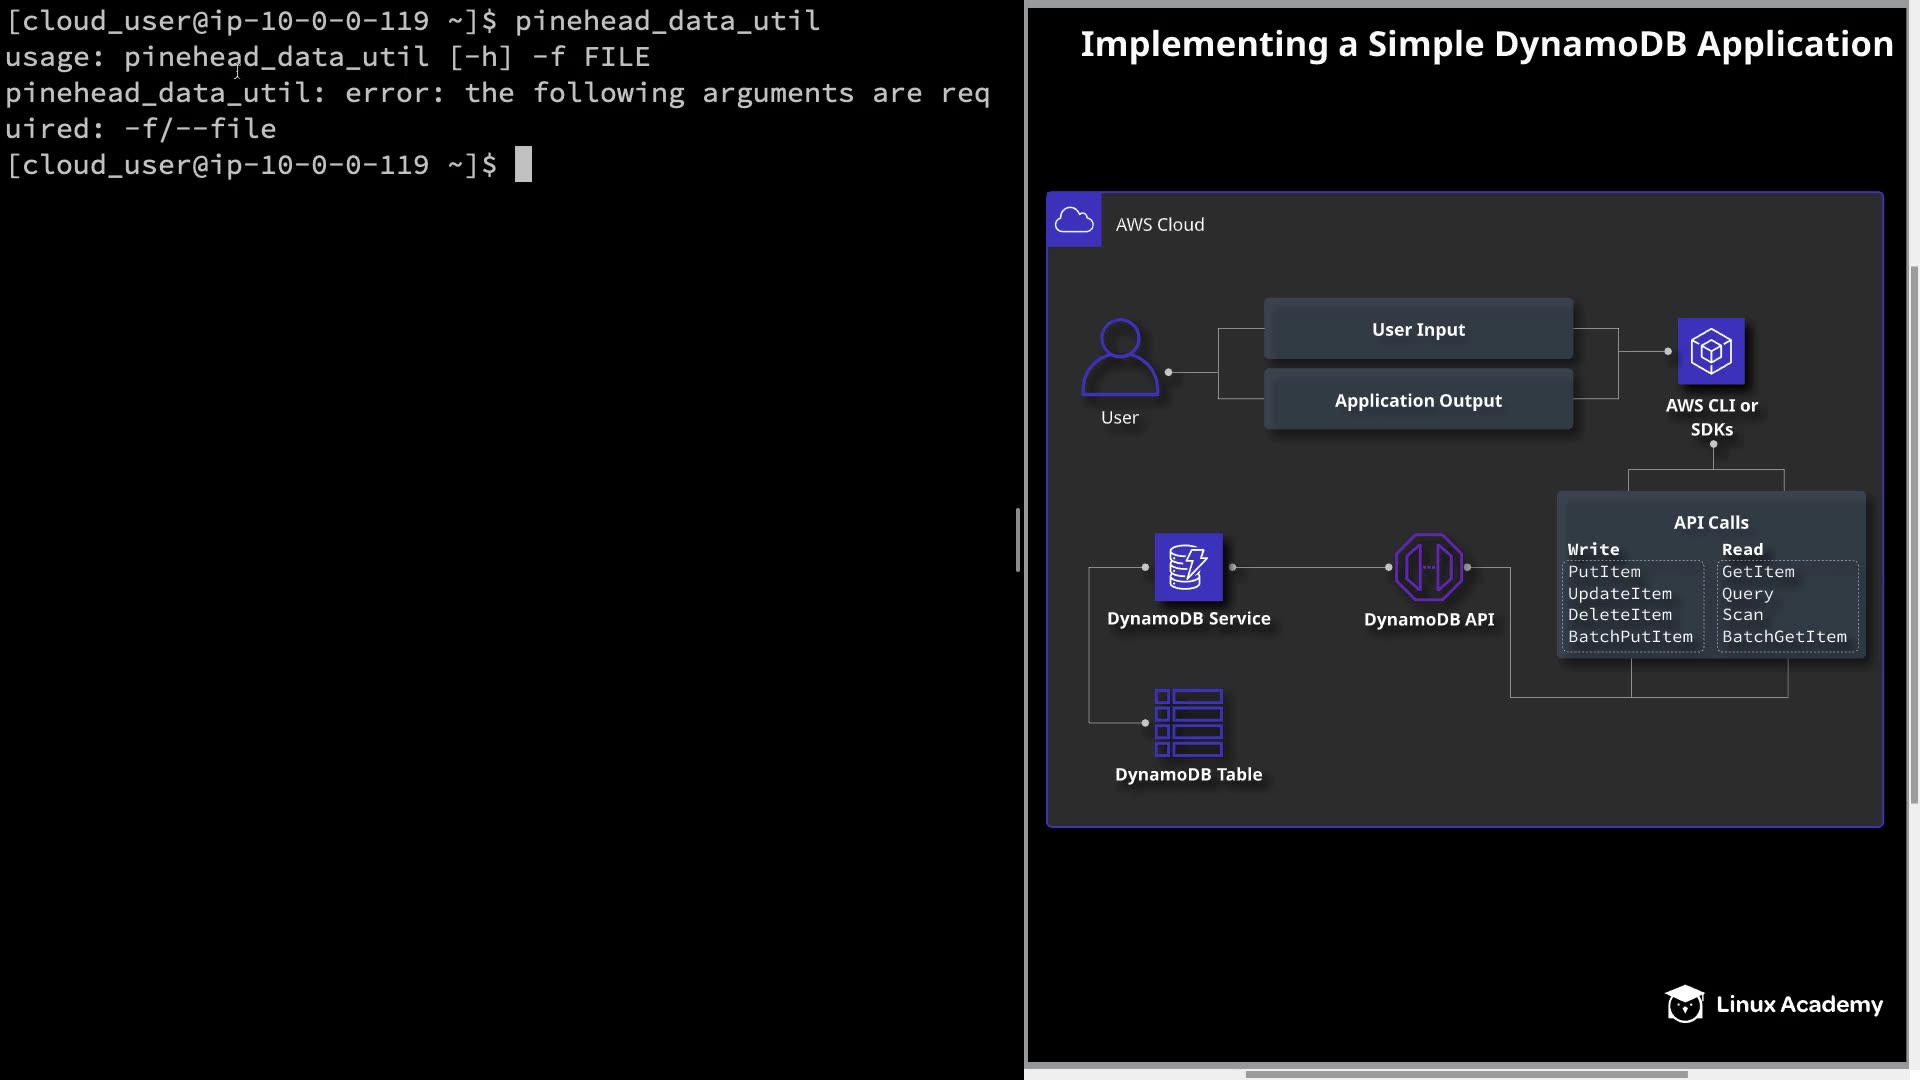 [cloud_user@ip-10-0-0-119 ~]$ pinehead_data_util
usage: pinehead_data_util [-h] -f FILE
pinehead_data_util: error: the following arguments are req
uired: -f/--file
[cloud_user@ip-10-0-0-119 ~]$
Implementing a Simple DynamoDB Application
AWS Cloud
User Input
Application Output
User
AWS CLI or
SDKs
API Calls
Write
PutItem
UpdateItem
DeleteItem
BatchPutItem
Read
GetItem
Query
Scan
BatchGetItem
DynamoDB Service
DynamoDB API
DynamoDB Table
Linux Academy